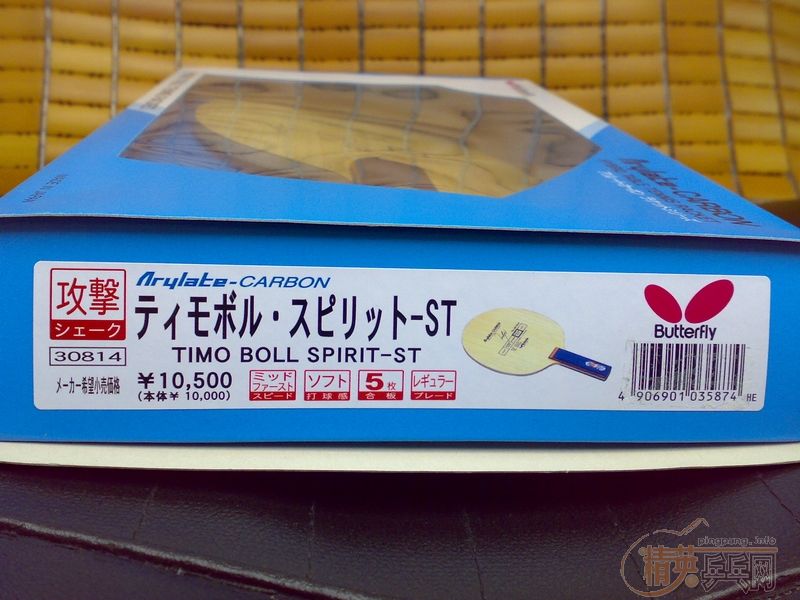 Arylate-CARBON
攻撃
シェーク
30814
ティモボル・スピリット-ST
TIMO BOLL SPIRIT-ST
メーカー希望小売価格
¥10,500
(本体¥ 10,000)
ミッド
ファースト
スピード
ソフト
打球感
5枚
合板
レギュラー
ブレード
Butterfly
4 906901 035874 HE
Arylate-CARBON
pingpung.info
精英乒乓网